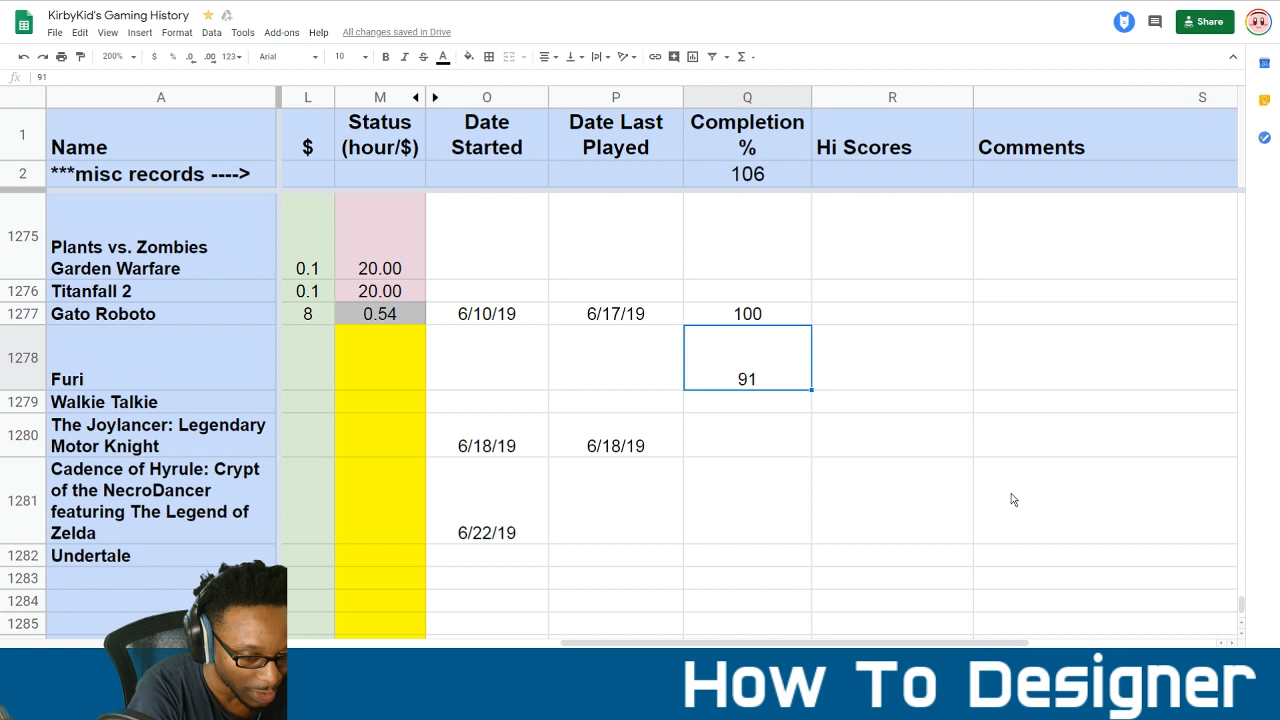 KirbyKid's Gaming History
File Edit View Insert Format Data Tools Add-ons Help All changes saved in Drive
Share
200% $ % .0 .00 123 Arial 10 B I S A
fx 91
A L M O P Q R S
1 Name $ Status (hour/$) Date Started Date Last Played Completion % Hi Scores Comments
2 ***misc records ----> 106
1275 Plants vs. Zombies Garden Warfare 0.1 20.00
1276 Titanfall 2 0.1 20.00
1277 Gato Roboto 8 0.54 6/10/19 6/17/19 100
1278 Furi 91
1279 Walkie Talkie
1280 The Joylancer: Legendary Motor Knight 6/18/19 6/18/19
1281 Cadence of Hyrule: Crypt of the NecroDancer featuring The Legend of Zelda 6/22/19
1282 Undertale
1283
1284
1285
How To Designer